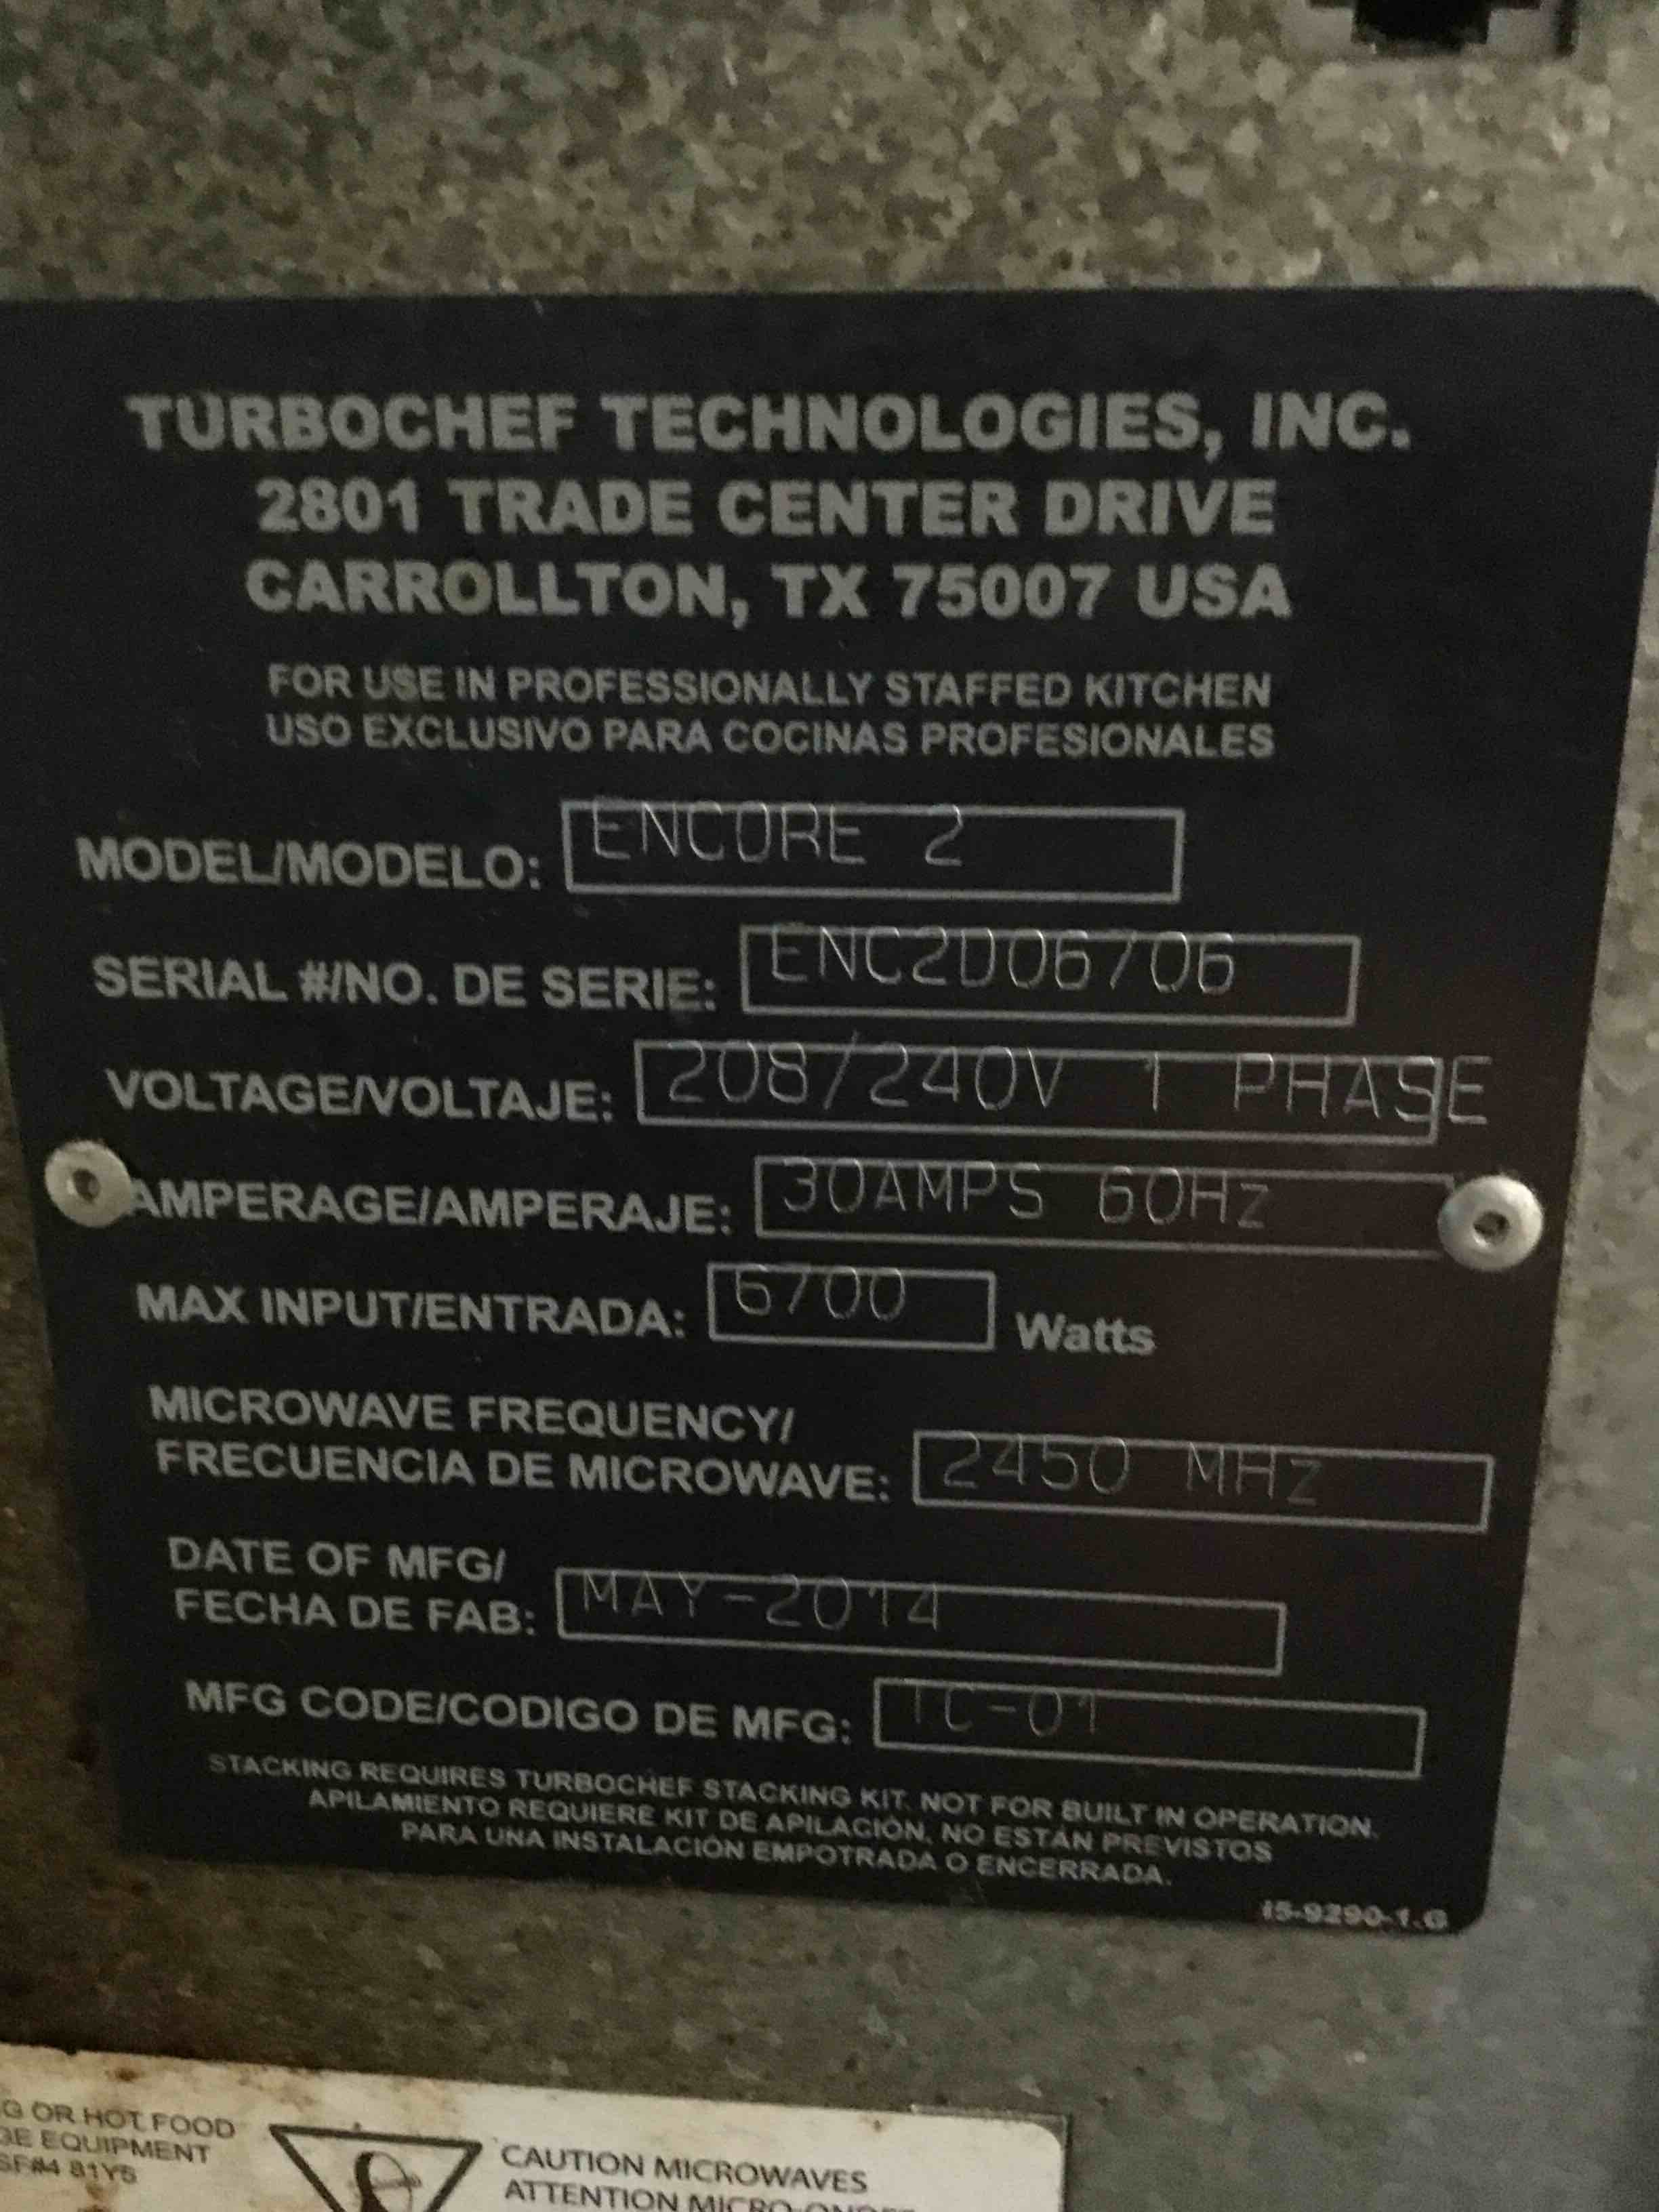 TURBOCHEF TECHNOLOGIES, INC.
2801 TRADE CENTER DRIVE
CARROLLTON, TX 75007 USA
FOR USE IN PROFESSIONALLY STAFFED KITCHEN
USO EXCLUSIVO PARA COCINAS PROFESIONALES
MODEL/MODELO: ENCORE 2
SERIAL #/NO. DE SERIE: ENC2D06706
VOLTAGE/VOLTAJE: 208/240V 1 PHASE
AMPERAGE/AMPERAJE: 30AMPS 60Hz
MAX INPUT/ENTRADA: 6700 Watts
MICROWAVE FREQUENCY/
FRECUENCIA DE MICROWAVE: 2450 MHz
DATE OF MFG/
FECHA DE FAB: MAY-2014
MFG CODE/CODIGO DE MFG: TC-01
STACKING REQUIRES TURBOCHEF STACKING KIT. NOT FOR BUILT IN OPERATION.
APILAMIENTO REQUIERE KIT DE APILACIÓN, NO ESTÁN PREVISTOS
PARA UNA INSTALACIÓN EMPOTRADA O ENCERRADA.
i5-9290-1.G
G OR HOT FOOD
EQUIPMENT
81Y5
CAUTION MICROWAVES
ATTENTION